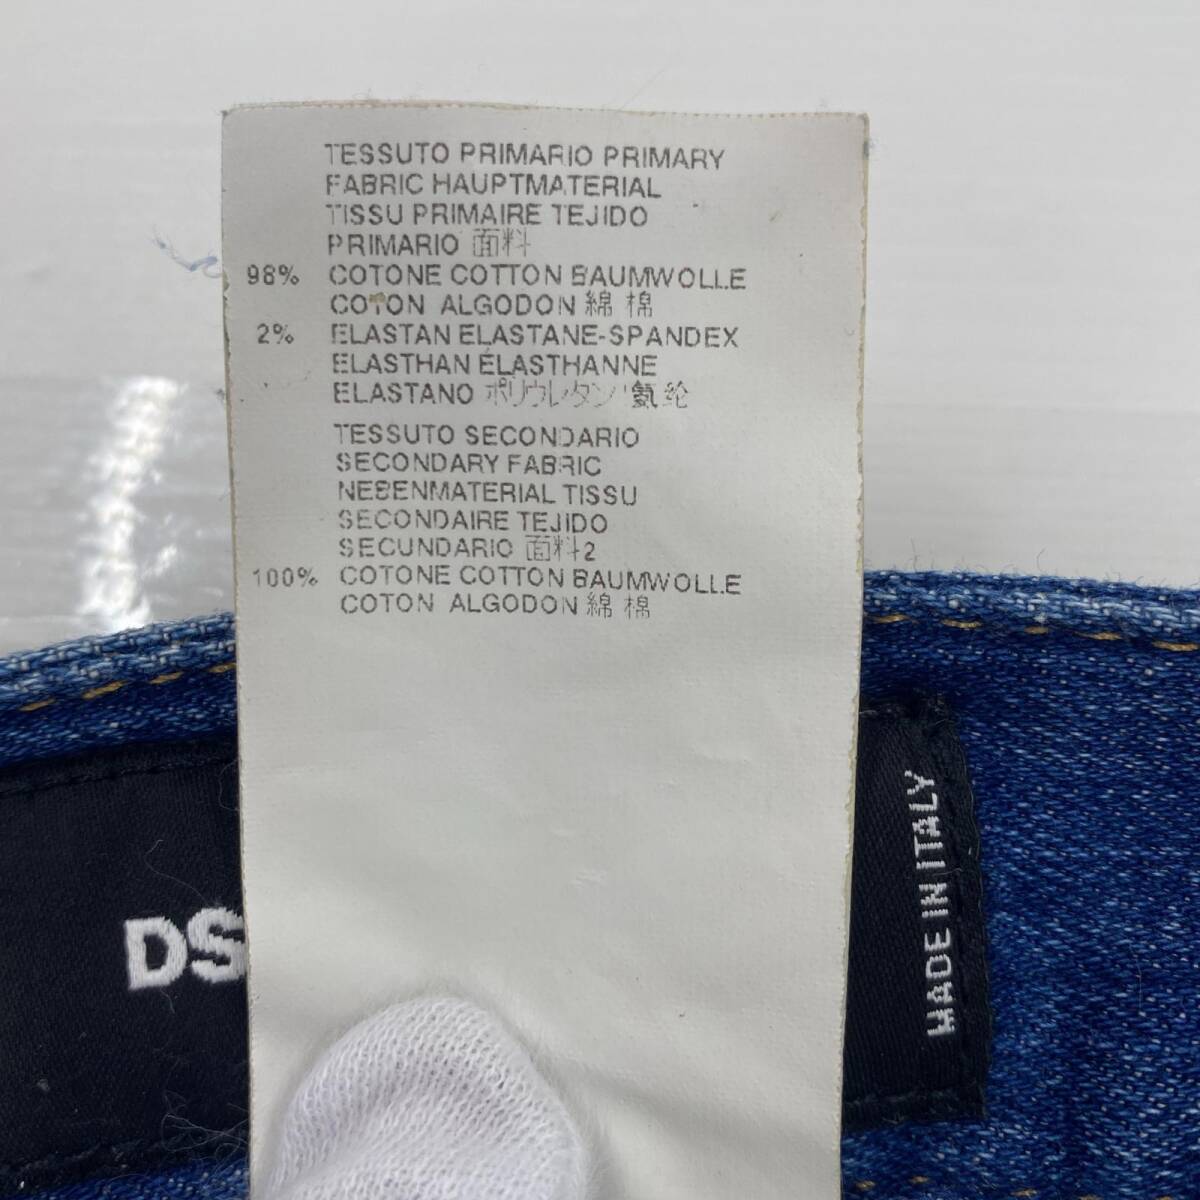 TESSUTO PRIMARIO PRIMARY
FABRIC HAUPTMATERIAL
TISSU PRIMAIRE TEJIDO
PRIMARIO 面料
98% COTONE COTTON BAUMWOLLE
COTON ALGODON 綿 棉
2% ELASTAN ELASTANE-SPANDEX
ELASTHAN ÉLASTHANNE
ELASTANO ポリウレタン 氨纶
TESSUTO SECONDARIO
SECONDARY FABRIC
NEBENMATERIAL TISSU
SECONDAIRE TEJIDO
SECUNDARIO 面料2
100% COTONE COTTON BAUMWOLLE
COTON ALGODON 綿 棉
DS
MADE IN ITALY